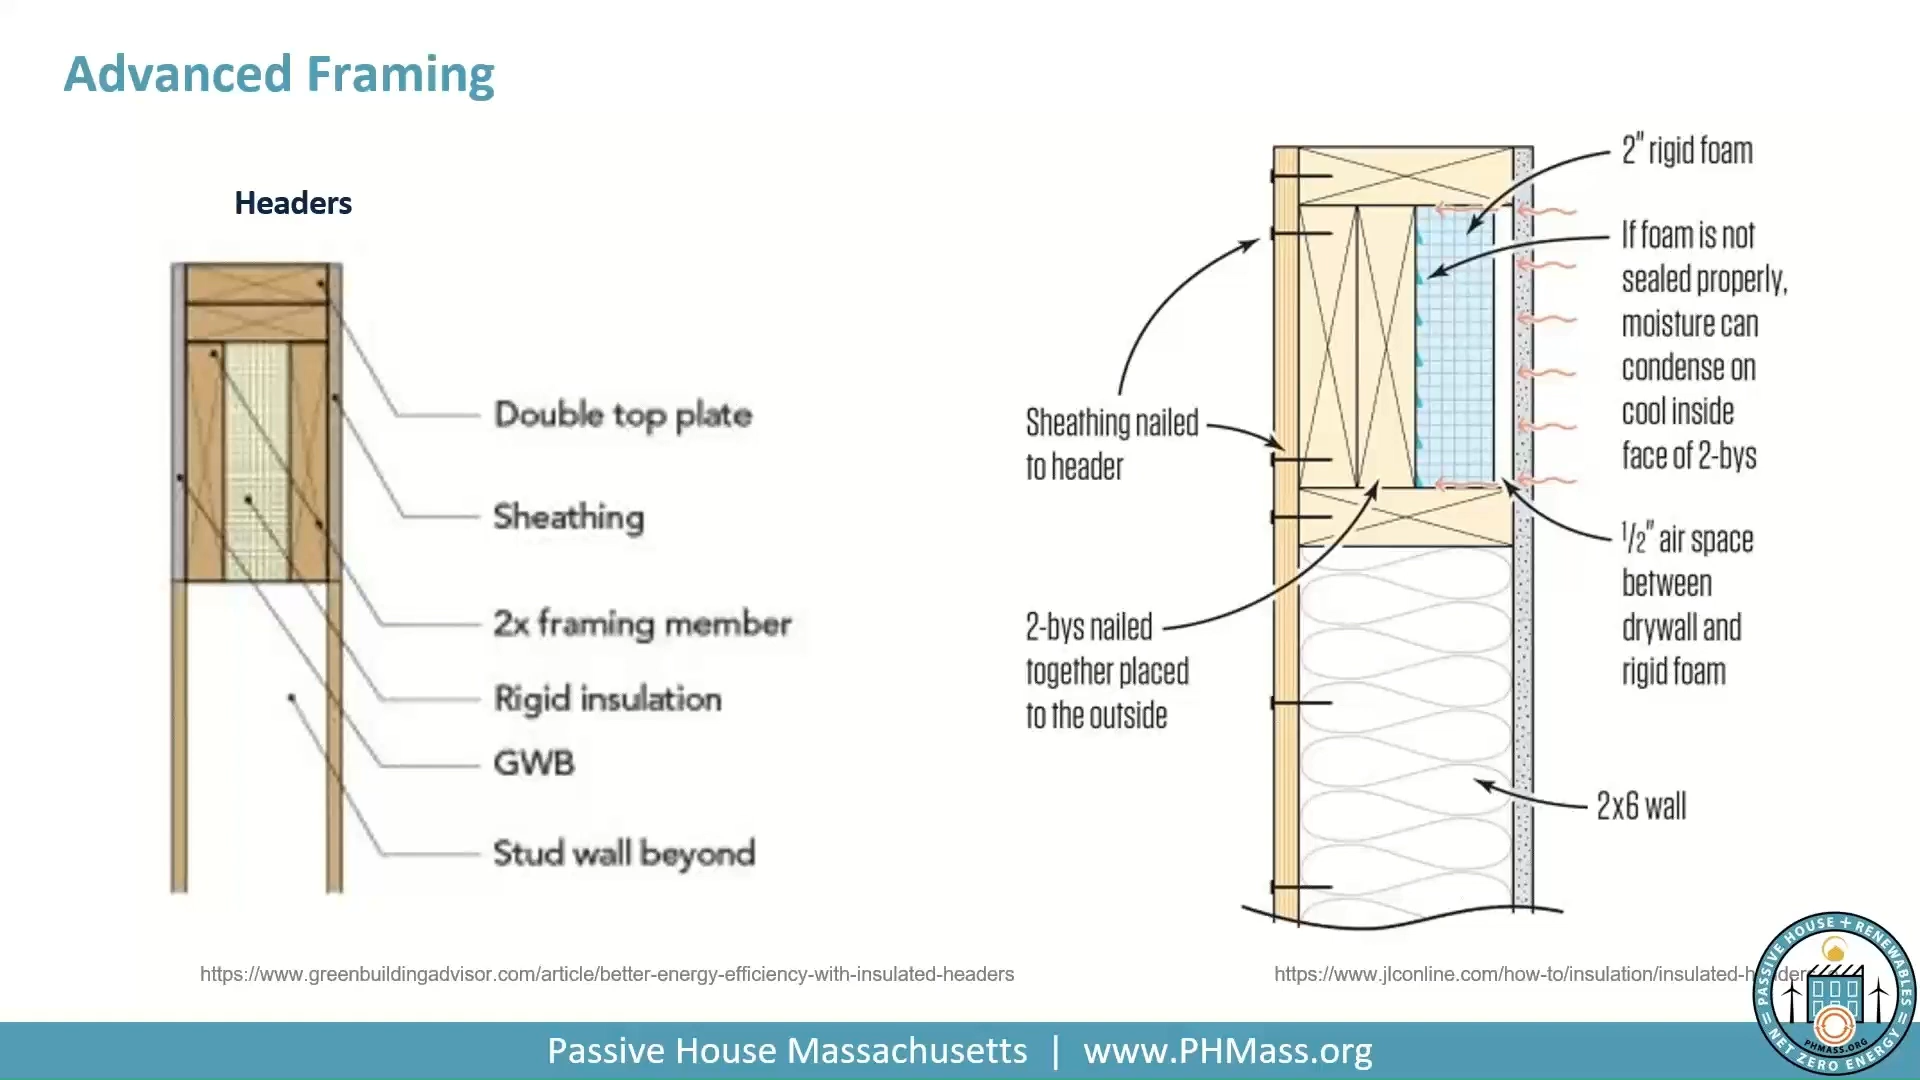 Advanced Framing
Headers
Double top plate
Sheathing
2x framing member
Rigid insulation
GWB
Stud wall beyond
Sheathing nailed
to header
2-bys nailed
together placed
to the outside
2" rigid foam
If foam is not
sealed properly,
moisture can
condense on
cool inside
face of 2-bys
1/2" air space
between
drywall and
rigid foam
2x6 wall
https://www.greenbuildingadvisor.com/article/better-energy-efficiency-with-insulated-headers
https://www.jlconline.com/how-to/insulation/insulated-h
PASSIVE HOUSE + RENEWABLES
= NET ZERO ENERGY =
PHMASS.ORG
Passive House Massachusetts | www.PHMass.org